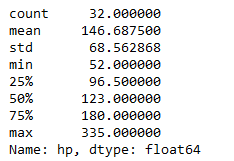 count 32.000000
mean 146.687500
std 68.562868
min 52.000000
25% 96.500000
50% 123.000000
75% 180.000000
max 335.000000
Name: hp, dtype: float64